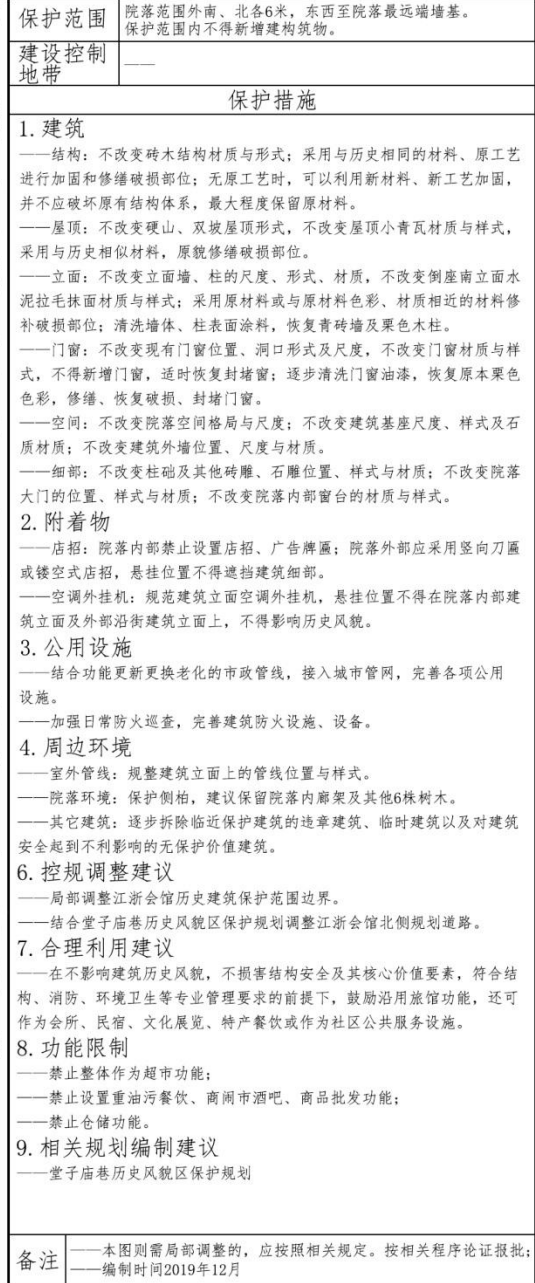 保护范围
院落范围外南、北各6米，东西至院落最远端墙基。
保护范围内不得新增建构筑物。
建设控制
地带
——
保护措施
1.建筑
——结构：不改变砖木结构材质与形式；采用与历史相同的材料、原工艺
进行加固和修缮破损部位；无原工艺时，可以利用新材料、新工艺加固，
并不应破坏原有结构体系，最大程度保留原材料。
——屋顶：不改变硬山、双坡屋顶形式，不改变屋顶小青瓦材质与样式，
采用与历史相似材料，原貌修缮破损部位。
——立面：不改变立面墙、柱的尺度、形式、材质，不改变倒座南立面水
泥拉毛抹面材质与样式；采用原材料或与原材料色彩、材质相近的材料修
补破损部位；清洗墙体、柱表面涂料，恢复青砖墙及栗色木柱。
——门窗：不改变现有门窗位置、洞口形式及尺度，不改变门窗材质与样
式，不得新增门窗，适时恢复封堵窗；逐步清洗门窗油漆，恢复原本栗色
色彩，修缮、恢复破损、封堵门窗。
——空间：不改变院落空间格局与尺度；不改变建筑基座尺度、样式及石
质材质；不改变建筑外墙位置、尺度与材质。
——细部：不改变柱础及其他砖雕、石雕位置、样式与材质；不改变院落
大门的位置、样式与材质；不改变院落内部窗台的材质与样式。
2.附着物
——店招：院落内部禁止设置店招、广告牌匾；院落外部应采用竖向刀匾
或镂空式店招，悬挂位置不得遮挡建筑细部。
——空调外挂机：规范建筑立面空调外挂机，悬挂位置不得在院落内部建
筑立面及外部沿街建筑立面上，不得影响历史风貌。
3.公用设施
——结合功能更新更换老化的市政管线，接入城市管网，完善各项公用
设施。
——加强日常防火巡查，完善建筑防火设施、设备。
4.周边环境
——室外管线：规整建筑立面上的管线位置与样式。
——院落环境：保护侧柏，建议保留院落内廊架及其他6株树木。
——其它建筑：逐步拆除临近保护建筑的违章建筑、临时建筑以及对建筑
安全起到不利影响的无保护价值建筑。
6.控规调整建议
——局部调整江浙会馆历史建筑保护范围边界。
——结合堂子庙巷历史风貌区保护规划调整江浙会馆北侧规划道路。
7.合理利用建议
——在不影响建筑历史风貌，不损害结构安全及其核心价值要素，符合结
构、消防、环境卫生等专业管理要求的前提下，鼓励沿用旅馆功能，还可
作为会所、民宿、文化展览、特产餐饮或作为社区公共服务设施。
8.功能限制
——禁止整体作为超市功能；
——禁止设置重油污餐饮、商闹市酒吧、商品批发功能；
——禁止仓储功能。
9.相关规划编制建议
——堂子庙巷历史风貌区保护规划
备注
——本图则需局部调整的，应按照相关规定。按相关程序论证报批；
——编制时间2019年12月